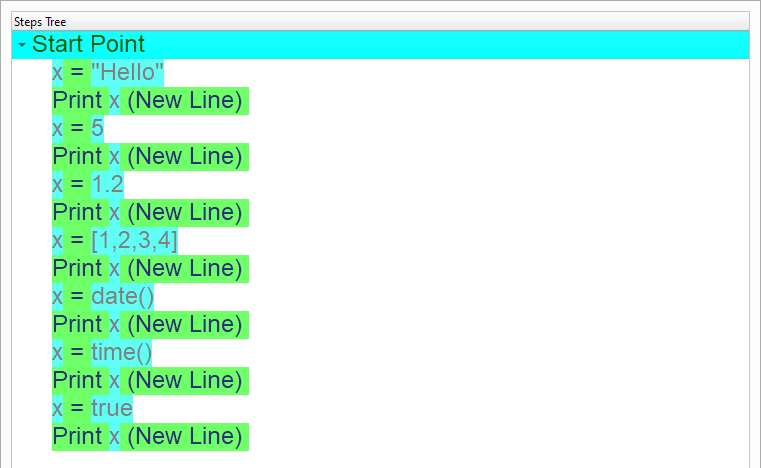 Steps Tree
Start Point
x = "Hello"
Print x (New Line)
x = 5
Print x (New Line)
x = 1.2
Print x (New Line)
x = [1,2,3,4]
Print x (New Line)
x = date()
Print x (New Line)
x = time()
Print x (New Line)
x = true
Print x (New Line)